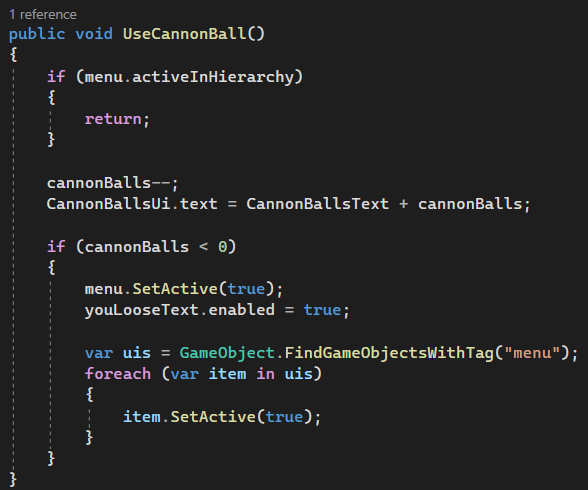 1 reference
public void UseCannonBall()
{
    if (menu.activeInHierarchy)
    {
        return;
    }

    cannonBalls--;
    CannonBallsUi.text = CannonBallsText + cannonBalls;

    if (cannonBalls < 0)
    {
        menu.SetActive(true);
        youLooseText.enabled = true;

        var uis = GameObject.FindGameObjectsWithTag("menu");
        foreach (var item in uis)
        {
            item.SetActive(true);
        }
    }
}